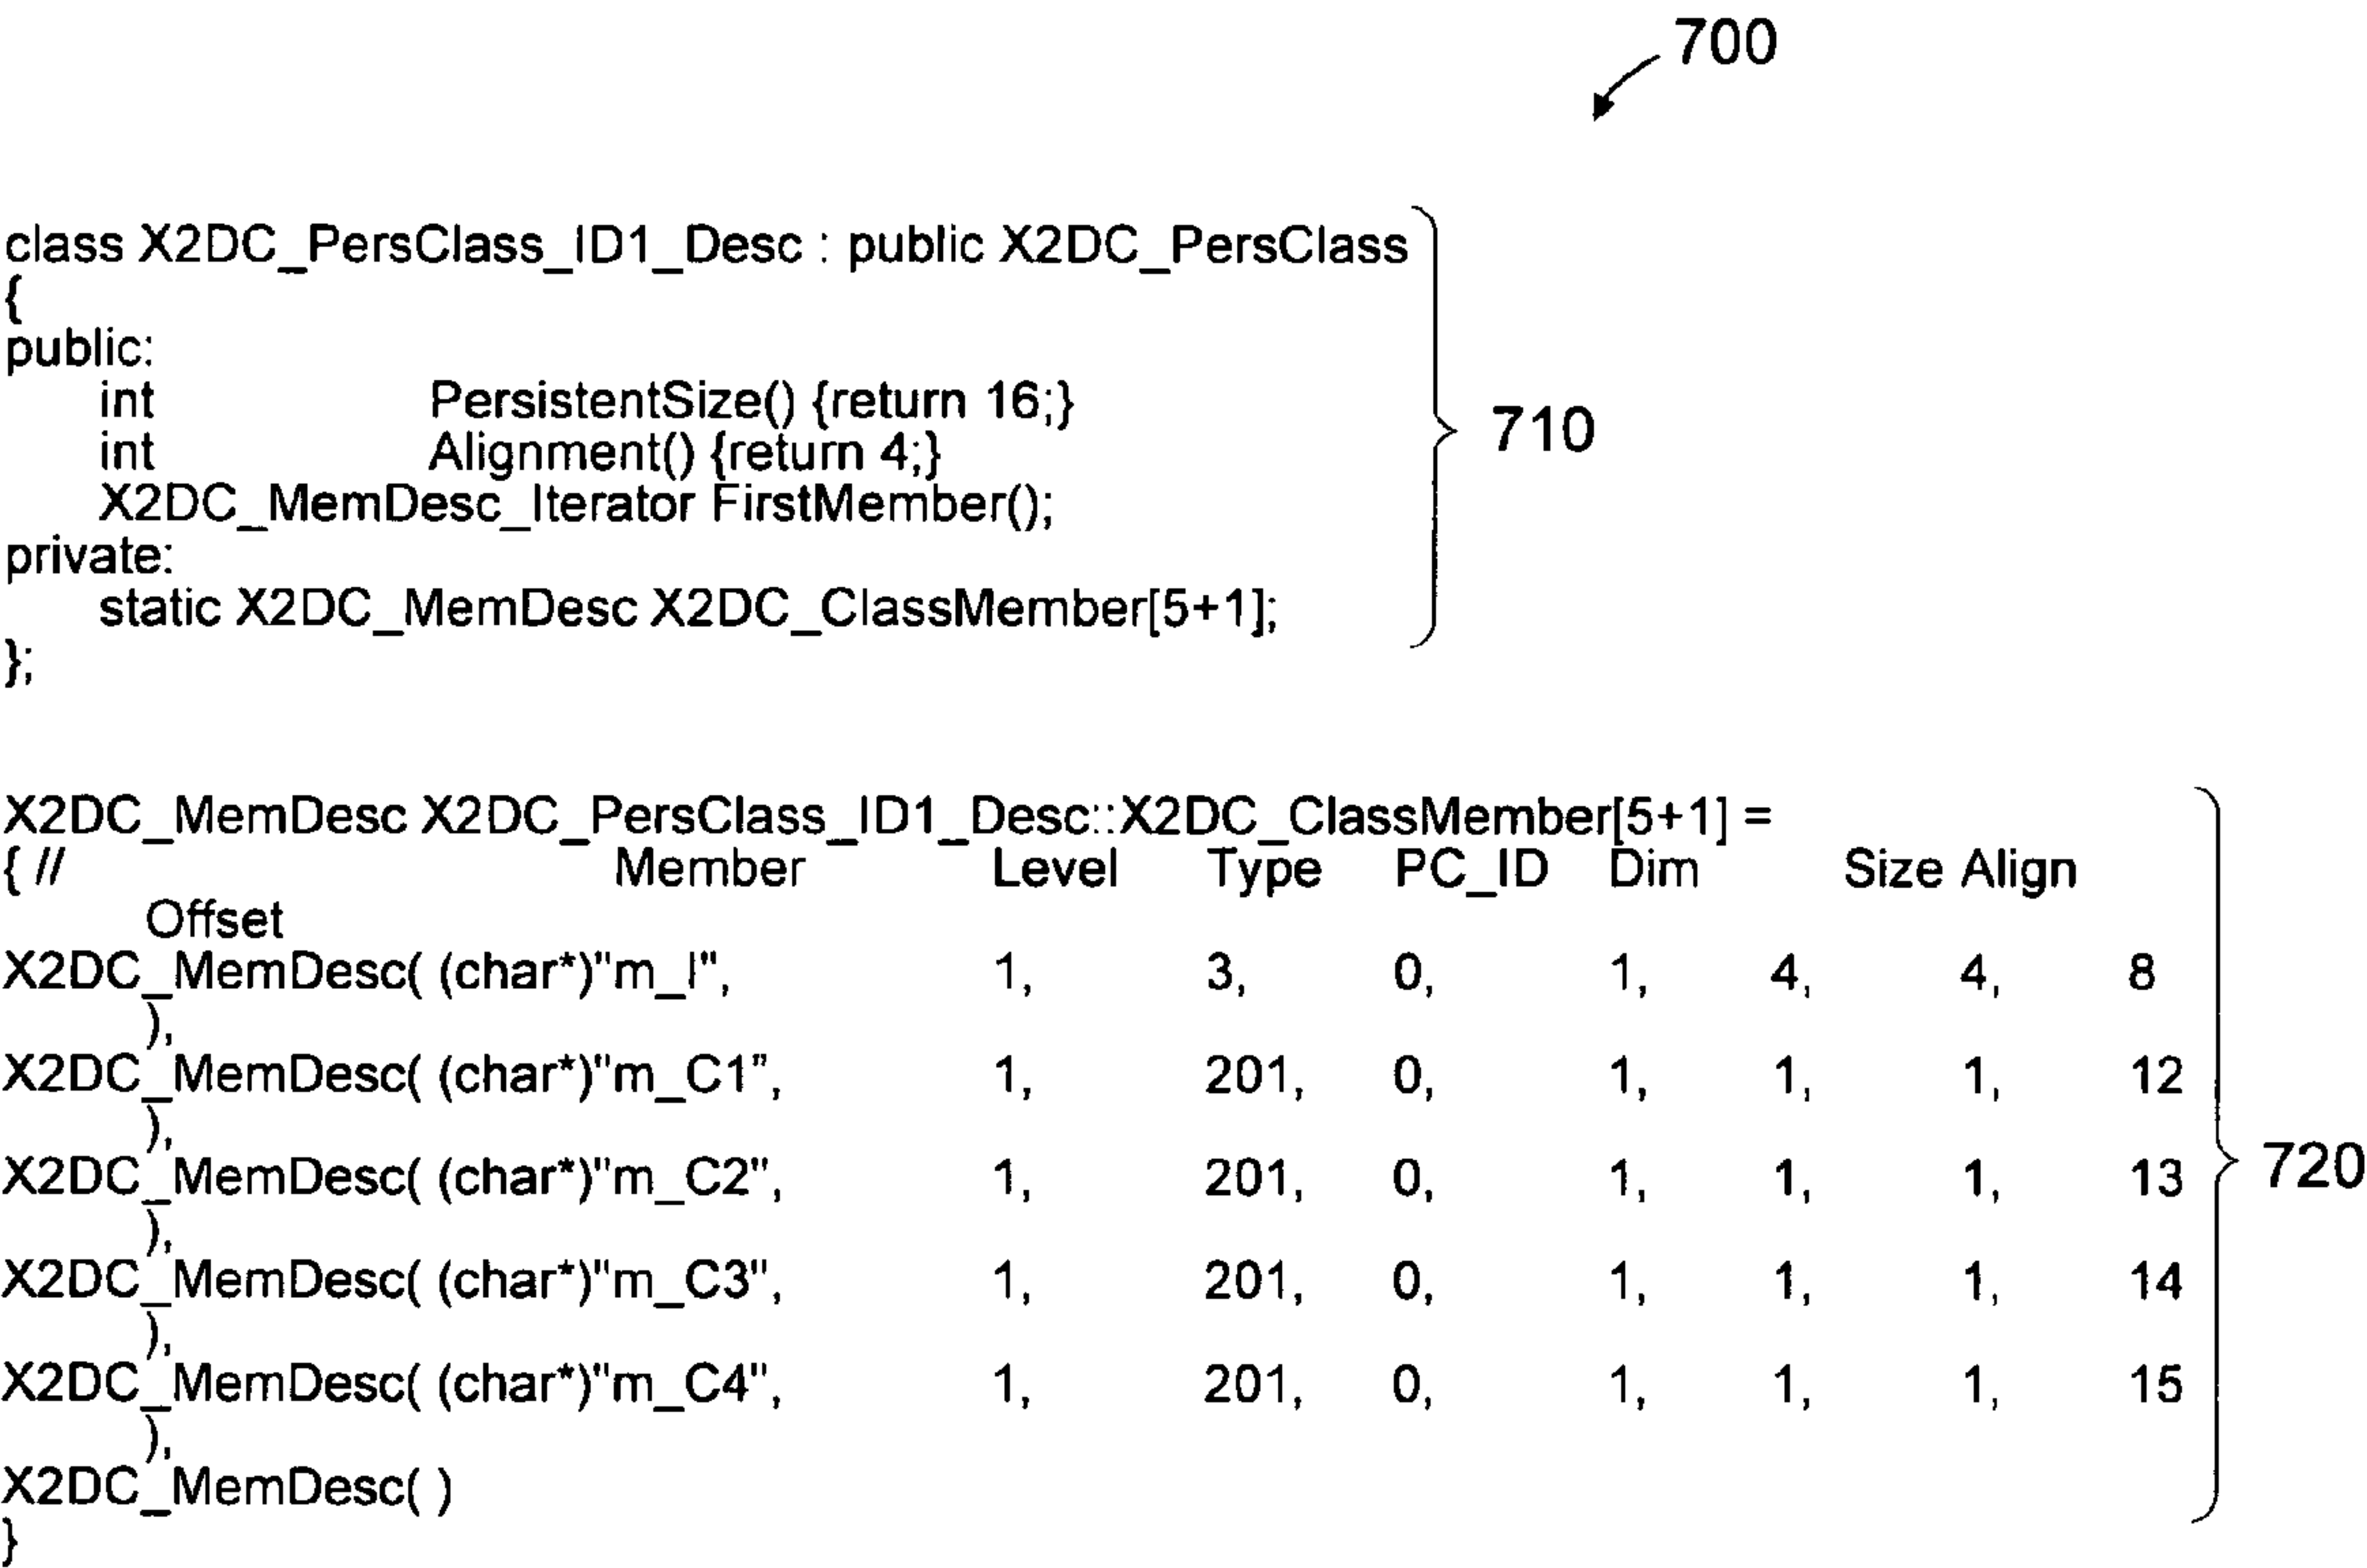 700
class X2DC_PersClass_ID1_Desc : public X2DC_PersClass
{
public:
int PersistentSize() {return 16;}
int Alignment() {return 4;}
X2DC_MemDesc_Iterator FirstMember();
private:
static X2DC_MemDesc X2DC_ClassMember[5+1];
};
710
X2DC_MemDesc X2DC_PersClass_ID1_Desc::X2DC_ClassMember[5+1] =
{ // Member Level Type PC_ID Dim Size Align
Offset
X2DC_MemDesc( (char*)"m_I", 1, 3, 0, 1, 4, 4, 8
),
X2DC_MemDesc( (char*)"m_C1", 1, 201, 0, 1, 1, 1, 12
),
X2DC_MemDesc( (char*)"m_C2", 1, 201, 0, 1, 1, 1, 13
),
X2DC_MemDesc( (char*)"m_C3", 1, 201, 0, 1, 1, 1, 14
),
X2DC_MemDesc( (char*)"m_C4", 1, 201, 0, 1, 1, 1, 15
),
X2DC_MemDesc( )
}
720